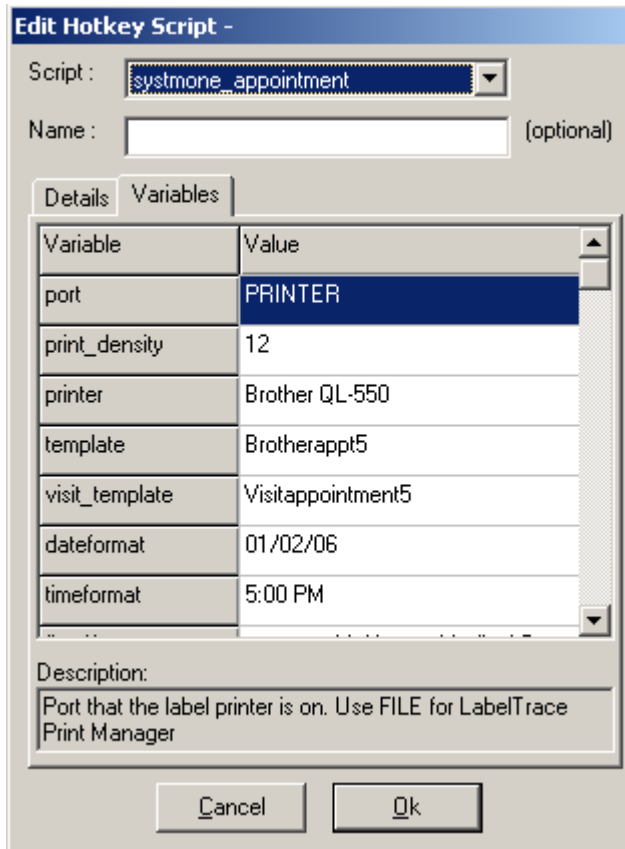 Edit Hotkey Script -
Script : systmone_appointment
Name : (optional)
Details Variables
Variable Value
port PRINTER
print_density 12
printer Brother QL-550
template Brotherappt5
visit_template Visitappointment5
dateformat 01/02/06
timeformat 5:00 PM
Description:
Port that the label printer is on. Use FILE for LabelTrace
Print Manager
Cancel Ok